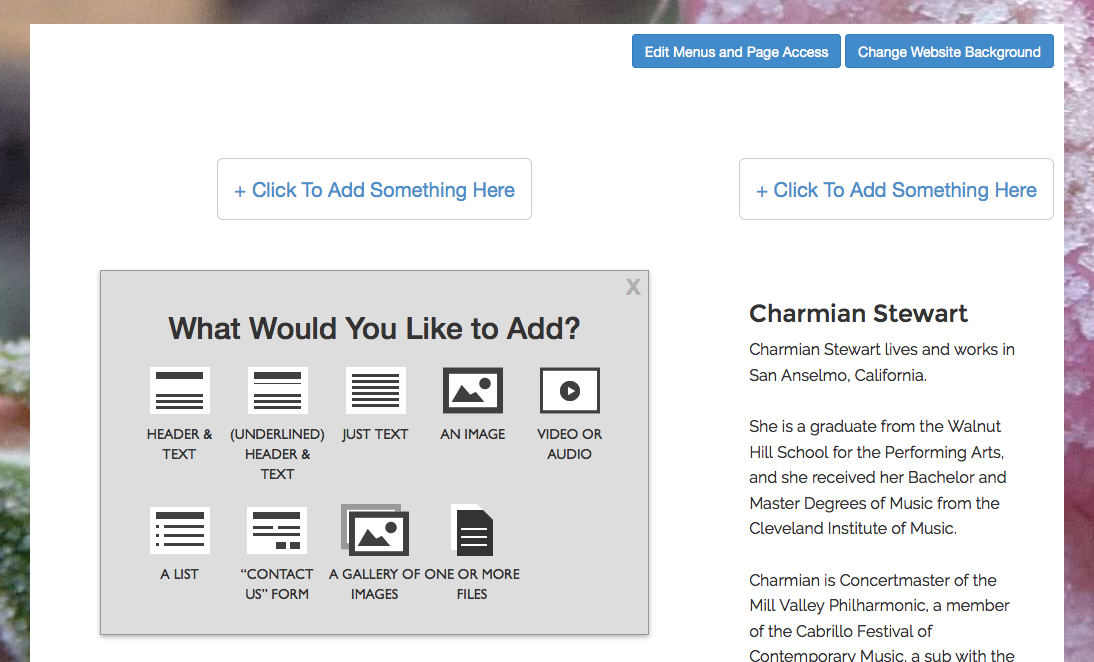 Edit Menus and Page Access
Change Website Background
+ Click To Add Something Here
+ Click To Add Something Here
X
What Would You Like to Add?
HEADER &
TEXT
(UNDERLINED)
HEADER &
TEXT
JUST TEXT
AN IMAGE
VIDEO OR
AUDIO
A LIST
“CONTACT
US” FORM
A GALLERY OF
IMAGES
ONE OR MORE
FILES
Charmian Stewart
Charmian Stewart lives and works in
San Anselmo, California.
She is a graduate from the Walnut
Hill School for the Performing Arts,
and she received her Bachelor and
Master Degrees of Music from the
Cleveland Institute of Music.
Charmian is Concertmaster of the
Mill Valley Philharmonic, a member
of the Cabrillo Festival of
Contemporary Music, a sub with the